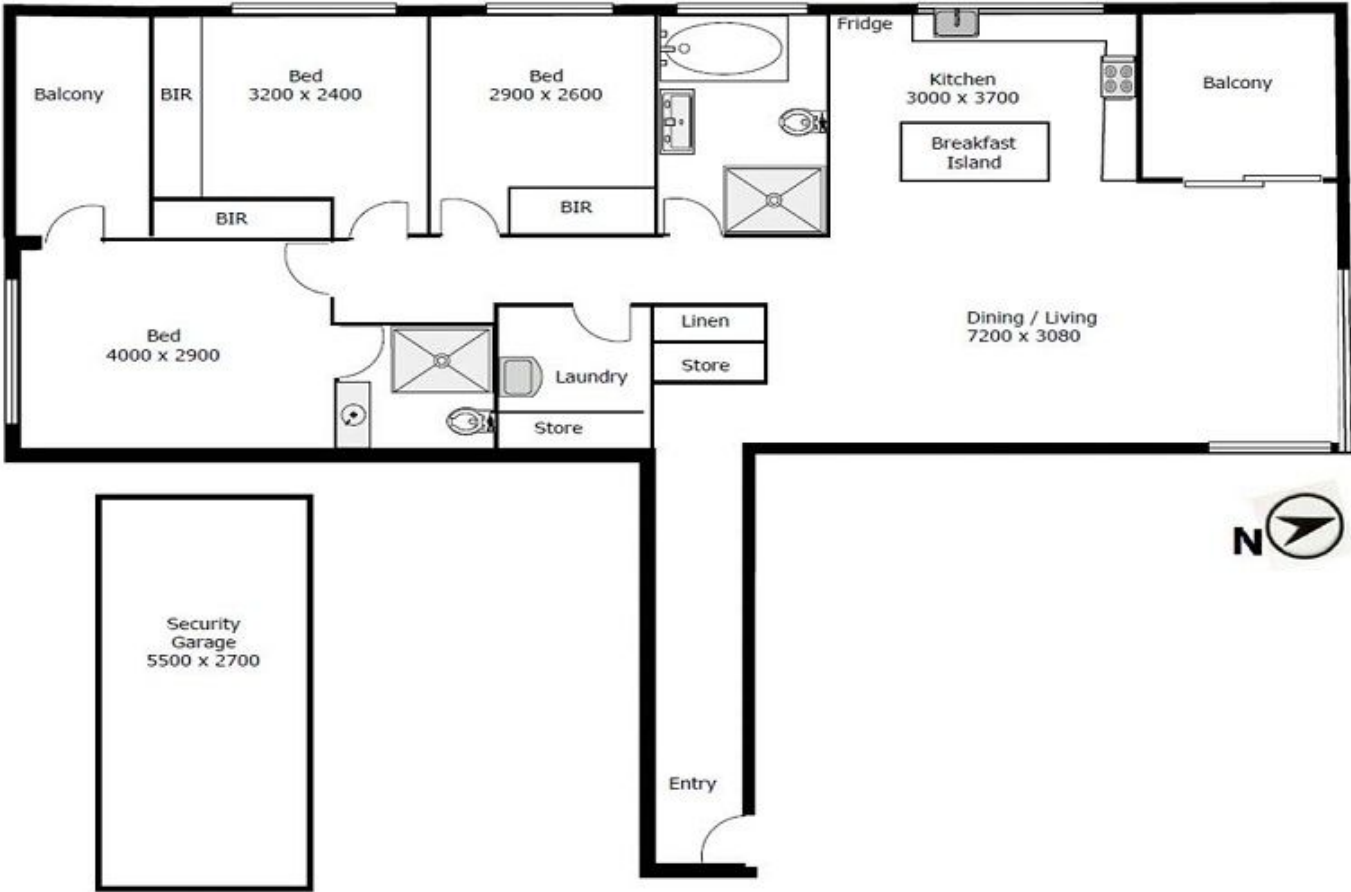 Balcony
BIR
Bed
3200 x 2400
BIR
Bed
2900 x 2600
BIR
Fridge
Kitchen
3000 x 3700
Breakfast
Island
Balcony
Bed
4000 x 2900
Laundry
Store
Linen
Store
Dining / Living
7200 x 3080
N
Security
Garage
5500 x 2700
Entry